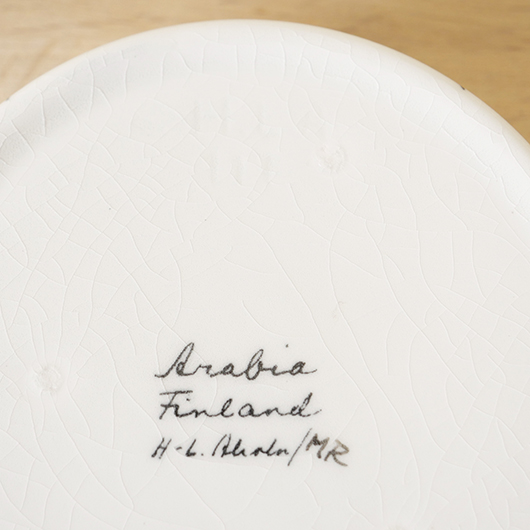 Arabia
Finland
H-L. Ahola/MR